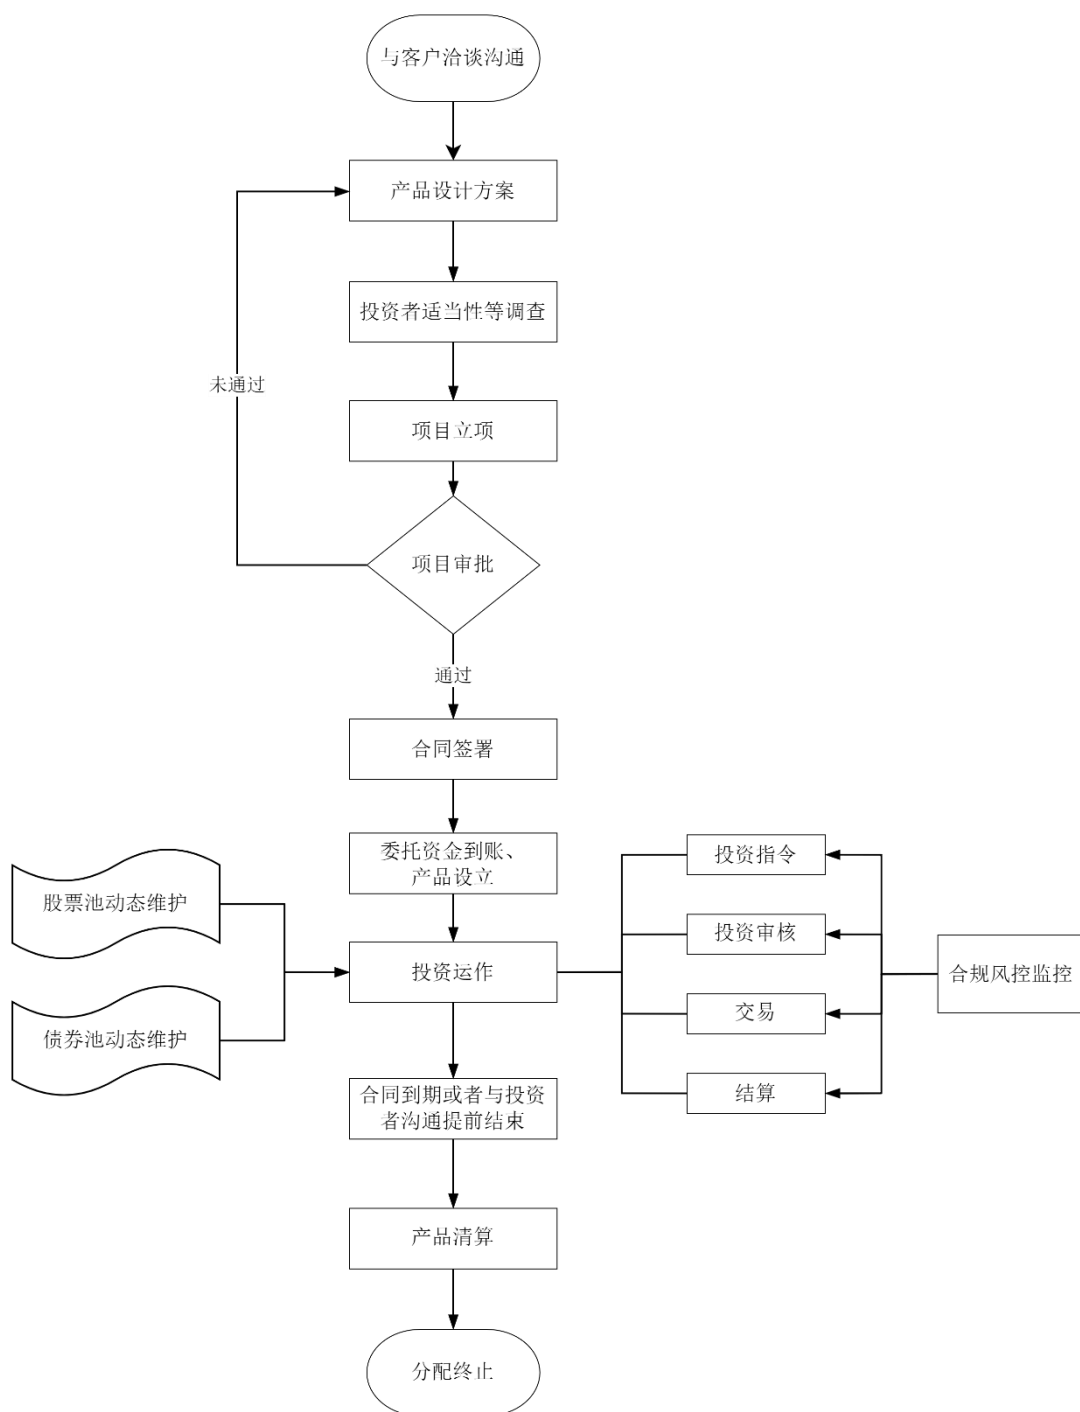 与客户洽谈沟通
产品设计方案
投资者适当性等调查
未通过
项目立项
项目审批
通过
合同签署
委托资金到账、
产品设立
股票池动态维护
债券池动态维护
投资运作
投资指令
投资审核
交易
结算
合规风控监控
合同到期或者与投资
者沟通提前结束
产品清算
分配终止